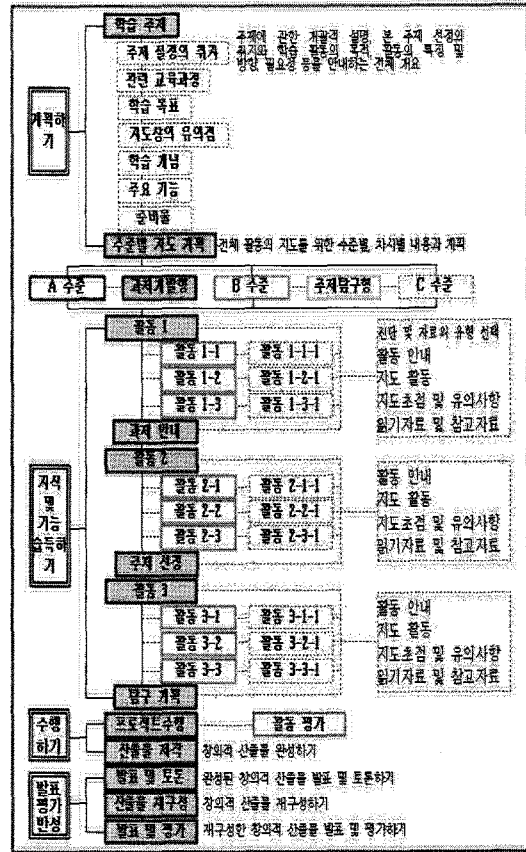 학습 주제
주제에 관한 개괄적 설명 본 주제 선정의
취지와 학습 활동의 목적 활동의 특징 및
방향 필요성 등을 안내하는 전체 개요
주제 설정의 취지
관련 교육과정
학습 목표
지도상의 유의점
학습 개념
주요 기능
준비물
계획하
기
수준별 지도 계획
전체 활동의 지도를 위한 수준별, 차시별 내용과 계획
A 수준
과제개발형
B 수준
주제탐구형
C 수준
활동 1
활동 1-1
활동 1-1-1
활동 1-2
활동 1-2-1
활동 1-3
활동 1-3-1
과제 안내
진단 및 자료의 유형 선택
활동 안내
지도 활동
지도초점 및 유의사항
읽기자료 및 참고자료
지식
및
기능
습득하
기
활동 2
활동 2-1
활동 2-1-1
활동 2-2
활동 2-2-1
활동 2-3
활동 2-3-1
주제 선정
활동 안내
지도 활동
지도초점 및 유의사항
읽기자료 및 참고자료
활동 3
활동 3-1
활동 3-1-1
활동 3-2
활동 3-2-1
활동 3-3
활동 3-3-1
탐구 계획
활동 안내
지도 활동
지도초점 및 유의사항
읽기자료 및 참고자료
수행
하기
프로젝트수행
활동 평가
산출물 제작
창의적 산출물 완성하기
발표
평가
반성
발표 및 토론
완성된 창의적 산출물 발표 및 토론하기
산출물 재구성
창의적 산출물 재구성하기
발표 및 평가
재구성한 창의적 산출물 발표 및 평가하기